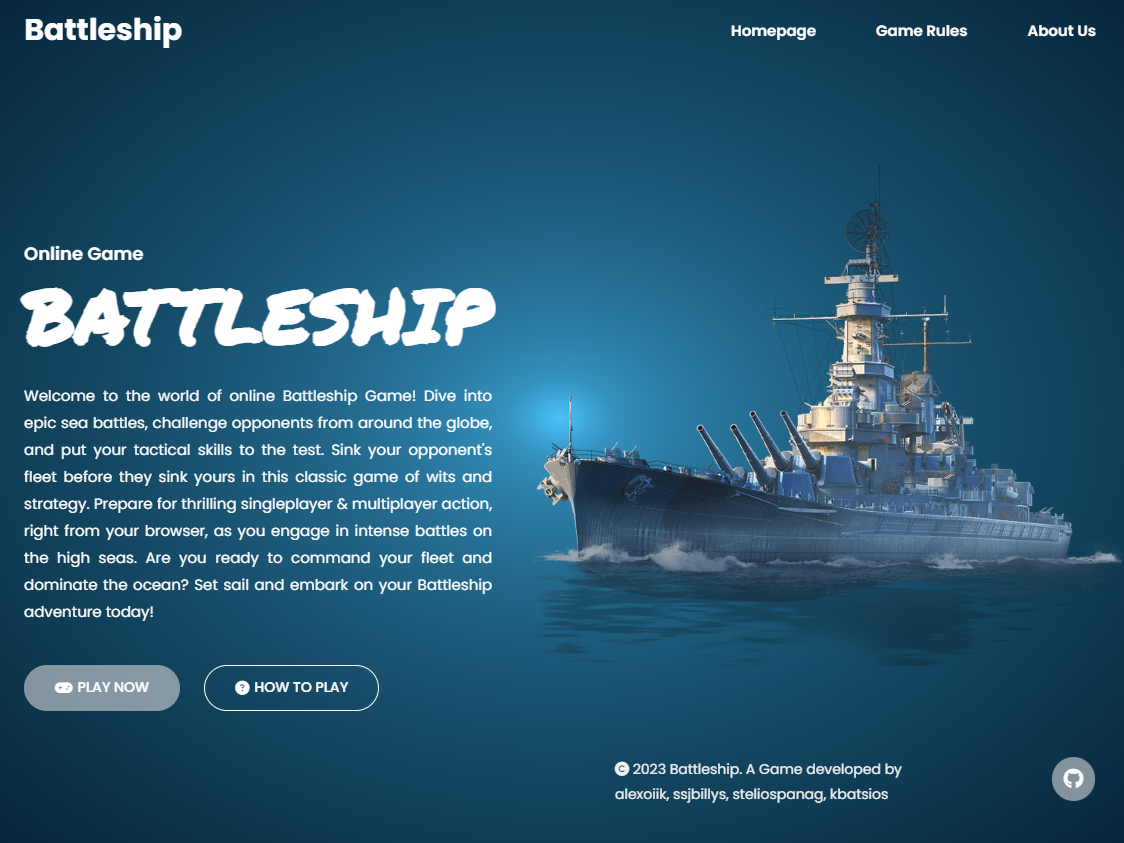 Battleship
Homepage
Game Rules
About Us
Online Game
BATTLESHIP
Welcome to the world of online Battleship Game! Dive into
epic sea battles, challenge opponents from around the globe,
and put your tactical skills to the test. Sink your opponent's
fleet before they sink yours in this classic game of wits and
strategy. Prepare for thrilling singleplayer & multiplayer action,
right from your browser, as you engage in intense battles on
the high seas. Are you ready to command your fleet and
dominate the ocean? Set sail and embark on your Battleship
adventure today!
PLAY NOW
HOW TO PLAY
© 2023 Battleship. A Game developed by
alexoiik, ssjbillys, steliospanag, kbatsios